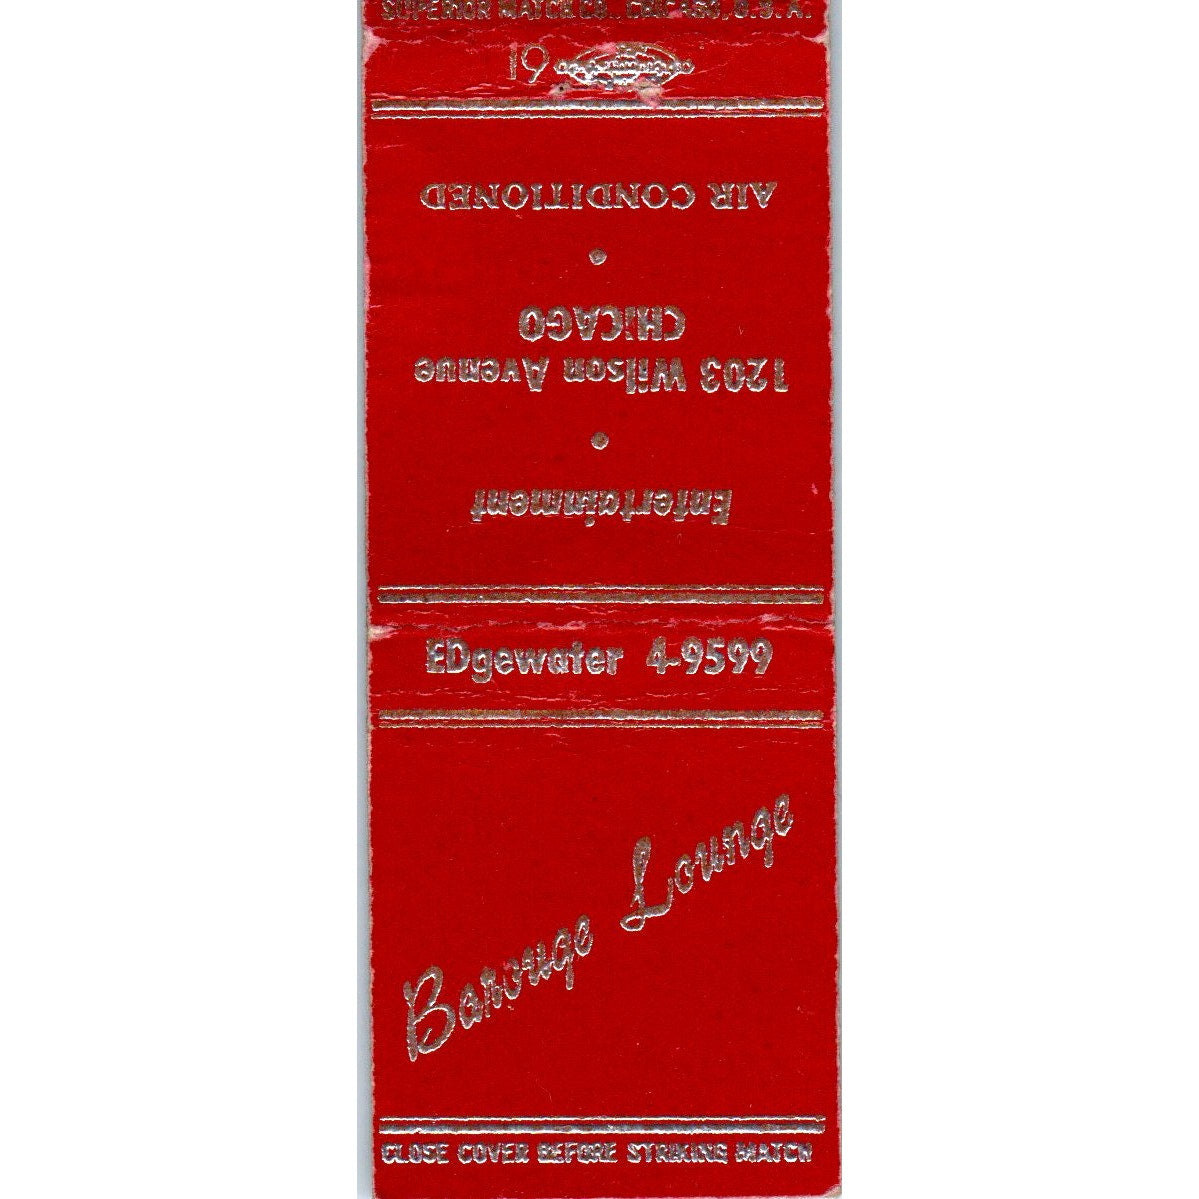 SUPERIOR MATCH CO., CHICAGO, U.S.A.
19
AIR CONDITIONED
CHiCAGO
1203 Wilson Avenue
Entertainment
EDgewater 4-9599
Barouge Lounge
CLOSE COVER BEFORE STRIKING MATCH